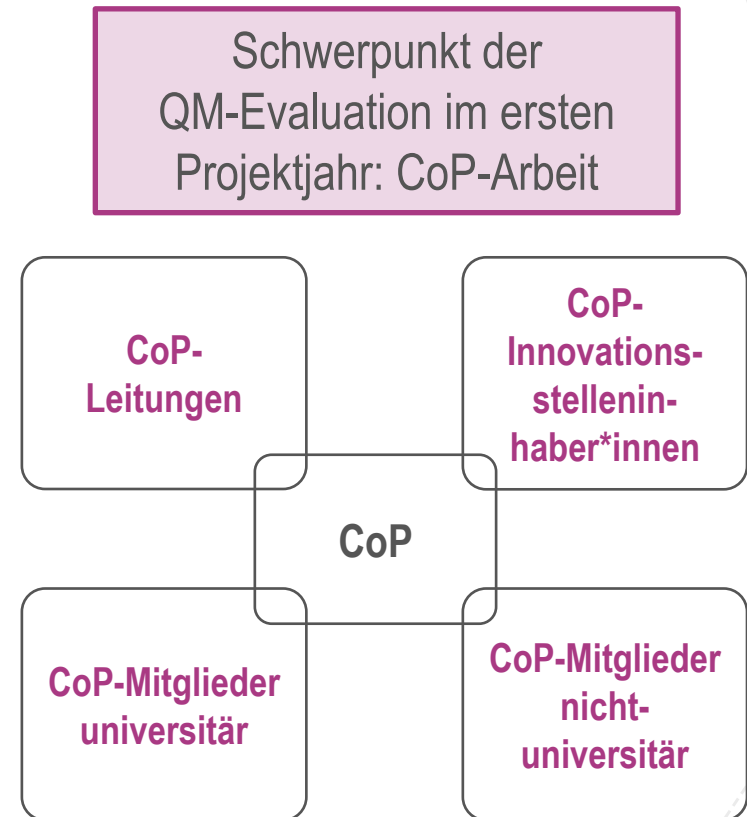 Schwerpunkt der
QM-Evaluation im ersten
Projektjahr: CoP-Arbeit
CoP-
Leitungen
CoP-
Innovations-
stellenin-
haber*innen
CoP
CoP-Mitglieder
universitär
CoP-Mitglieder
nicht-
universitär